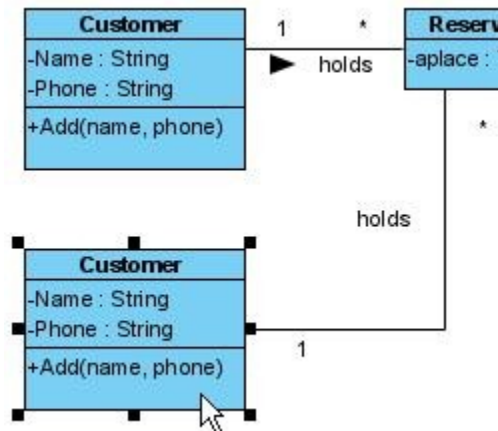 Customer
-Name : String
-Phone : String
+Add(name, phone)
1
*
holds
Reserv
-aplace :
*
holds
1
Customer
-Name : String
-Phone : String
+Add(name, phone)